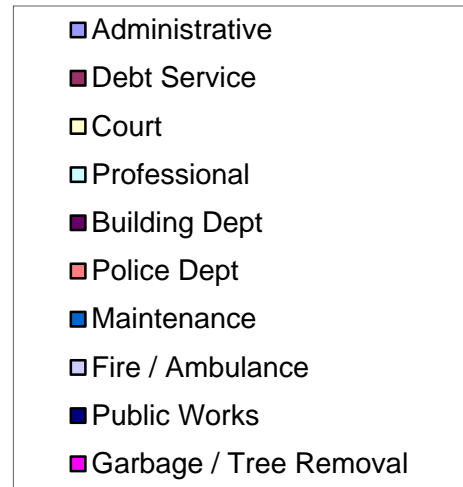 Administrative
Debt Service
Court
Professional
Building Dept
Police Dept
Maintenance
Fire / Ambulance
Public Works
Garbage / Tree Removal